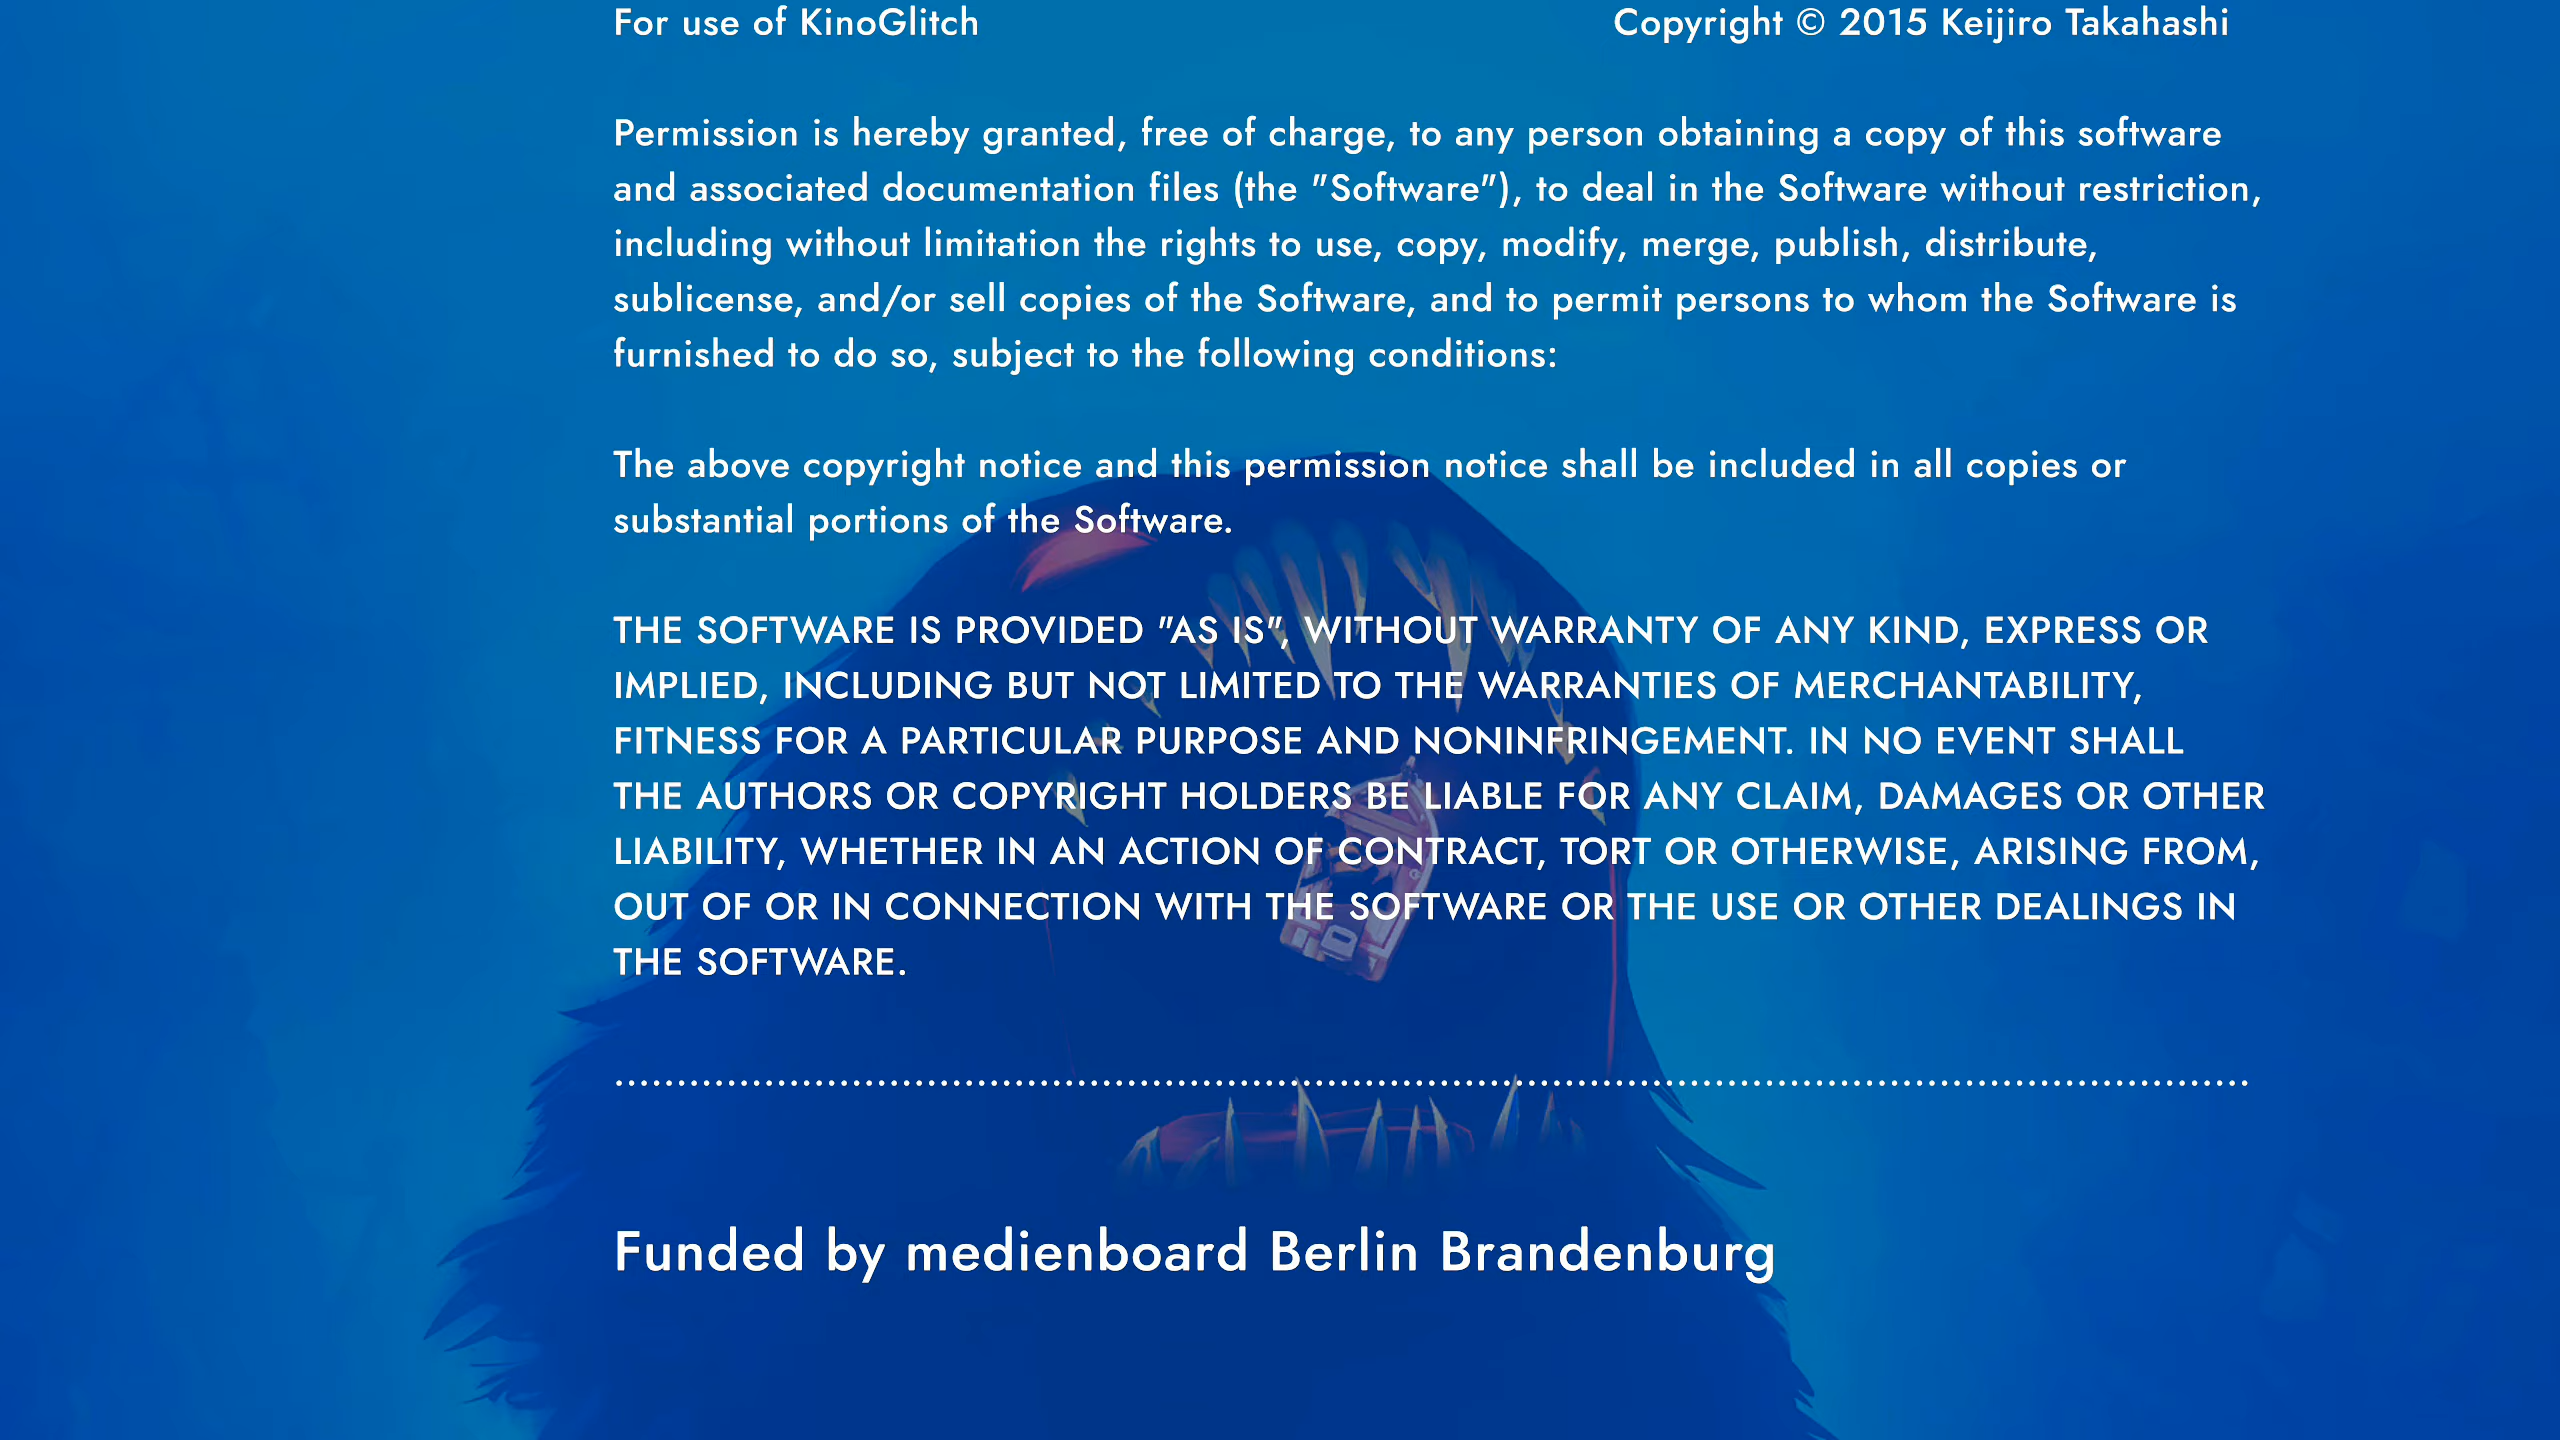 For use of KinoGlitch Copyright © 2015 Keijiro Takahashi
Permission is hereby granted, free of charge, to any person obtaining a copy of this software
and associated documentation files (the "Software"), to deal in the Software without restriction,
including without limitation the rights to use, copy, modify, merge, publish, distribute,
sublicense, and/or sell copies of the Software, and to permit persons to whom the Software is
furnished to do so, subject to the following conditions:
The above copyright notice and this permission notice shall be included in all copies or
substantial portions of the Software.
THE SOFTWARE IS PROVIDED "AS IS", WITHOUT WARRANTY OF ANY KIND, EXPRESS OR
IMPLIED, INCLUDING BUT NOT LIMITED TO THE WARRANTIES OF MERCHANTABILITY,
FITNESS FOR A PARTICULAR PURPOSE AND NONINFRINGEMENT. IN NO EVENT SHALL
THE AUTHORS OR COPYRIGHT HOLDERS BE LIABLE FOR ANY CLAIM, DAMAGES OR OTHER
LIABILITY, WHETHER IN AN ACTION OF CONTRACT, TORT OR OTHERWISE, ARISING FROM,
OUT OF OR IN CONNECTION WITH THE SOFTWARE OR THE USE OR OTHER DEALINGS IN
THE SOFTWARE.
Funded by medienboard Berlin Brandenburg